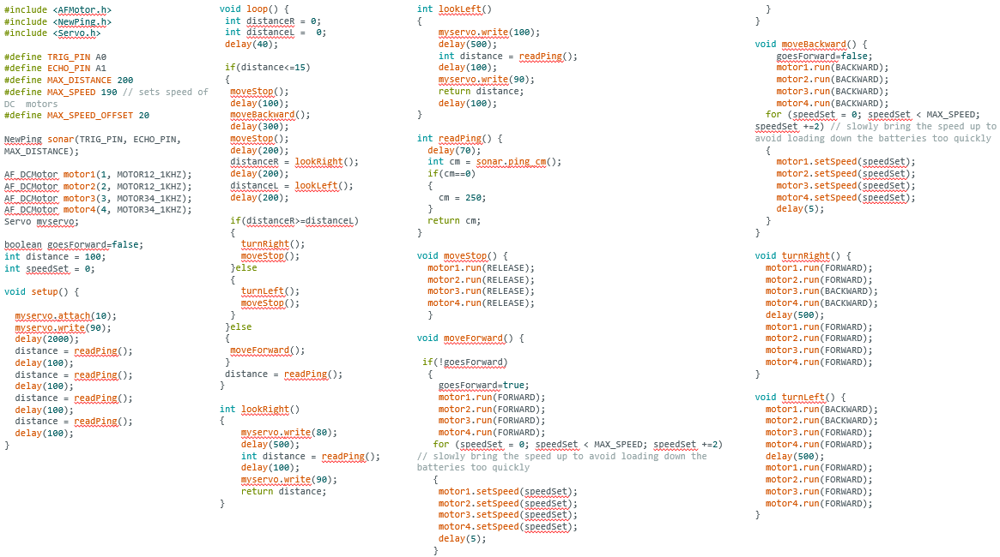 #include <AFMotor.h>
#include <NewPing.h>
#include <Servo.h>
#define TRIG_PIN A0
#define ECHO_PIN A1
#define MAX_DISTANCE 200
#define MAX_SPEED 190 // sets speed of
DC  motors
#define MAX_SPEED_OFFSET 20
NewPing sonar(TRIG_PIN, ECHO_PIN,
MAX_DISTANCE);
AF_DCMotor motor1(1, MOTOR12_1KHZ);
AF_DCMotor motor2(2, MOTOR12_1KHZ);
AF_DCMotor motor3(3, MOTOR34_1KHZ);
AF_DCMotor motor4(4, MOTOR34_1KHZ);
Servo myservo;
boolean goesForward=false;
int distance = 100;
int speedSet = 0;
void setup() {
  myservo.attach(10);
  myservo.write(90);
  delay(2000);
  distance = readPing();
  delay(100);
  distance = readPing();
  delay(100);
  distance = readPing();
  delay(100);
  distance = readPing();
  delay(100);
}
void loop() {
 int distanceR = 0;
 int distanceL =  0;
 delay(40);
 if(distance<=15)
 {
  moveStop();
  delay(100);
  moveBackward();
  delay(300);
  moveStop();
  delay(200);
  distanceR = lookRight();
  delay(200);
  distanceL = lookLeft();
  delay(200);
  if(distanceR>=distanceL)
  {
    turnRight();
    moveStop();
  }else
  {
    turnLeft();
    moveStop();
  }
 }else
 {
  moveForward();
 }
 distance = readPing();
}
int lookRight()
{
    myservo.write(80);
    delay(500);
    int distance = readPing();
    delay(100);
    myservo.write(90);
    return distance;
}
int lookLeft()
{
    myservo.write(100);
    delay(500);
    int distance = readPing();
    delay(100);
    myservo.write(90);
    return distance;
    delay(100);
}
int readPing() {
  delay(70);
  int cm = sonar.ping_cm();
  if(cm==0)
  {
    cm = 250;
  }
  return cm;
}
void moveStop() {
  motor1.run(RELEASE);
  motor2.run(RELEASE);
  motor3.run(RELEASE);
  motor4.run(RELEASE);
  }
void moveForward() {
 if(!goesForward)
  {
    goesForward=true;
    motor1.run(FORWARD);
    motor2.run(FORWARD);
    motor3.run(FORWARD);
    motor4.run(FORWARD);
   for (speedSet = 0; speedSet < MAX_SPEED; speedSet +=2)
// slowly bring the speed up to avoid loading down the
batteries too quickly
   {
    motor1.setSpeed(speedSet);
    motor2.setSpeed(speedSet);
    motor3.setSpeed(speedSet);
    motor4.setSpeed(speedSet);
    delay(5);
   }
  }
}
void moveBackward() {
    goesForward=false;
    motor1.run(BACKWARD);
    motor2.run(BACKWARD);
    motor3.run(BACKWARD);
    motor4.run(BACKWARD);
  for (speedSet = 0; speedSet < MAX_SPEED;
speedSet +=2) // slowly bring the speed up to
avoid loading down the batteries too quickly
  {
    motor1.setSpeed(speedSet);
    motor2.setSpeed(speedSet);
    motor3.setSpeed(speedSet);
    motor4.setSpeed(speedSet);
    delay(5);
  }
}
void turnRight() {
  motor1.run(FORWARD);
  motor2.run(FORWARD);
  motor3.run(BACKWARD);
  motor4.run(BACKWARD);
  delay(500);
  motor1.run(FORWARD);
  motor2.run(FORWARD);
  motor3.run(FORWARD);
  motor4.run(FORWARD);
}
void turnLeft() {
  motor1.run(BACKWARD);
  motor2.run(BACKWARD);
  motor3.run(FORWARD);
  motor4.run(FORWARD);
  delay(500);
  motor1.run(FORWARD);
  motor2.run(FORWARD);
  motor3.run(FORWARD);
  motor4.run(FORWARD);
}